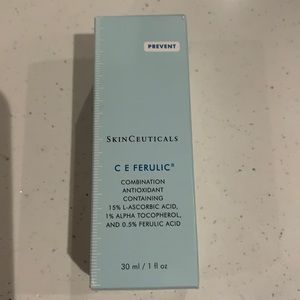 PREVENT
SKINCEUTICALS
C E FERULIC®
COMBINATION
ANTIOXIDANT
CONTAINING
15% L-ASCORBIC ACID,
1% ALPHA TOCOPHEROL,
AND 0.5% FERULIC ACID
30 ml / 1 fl oz